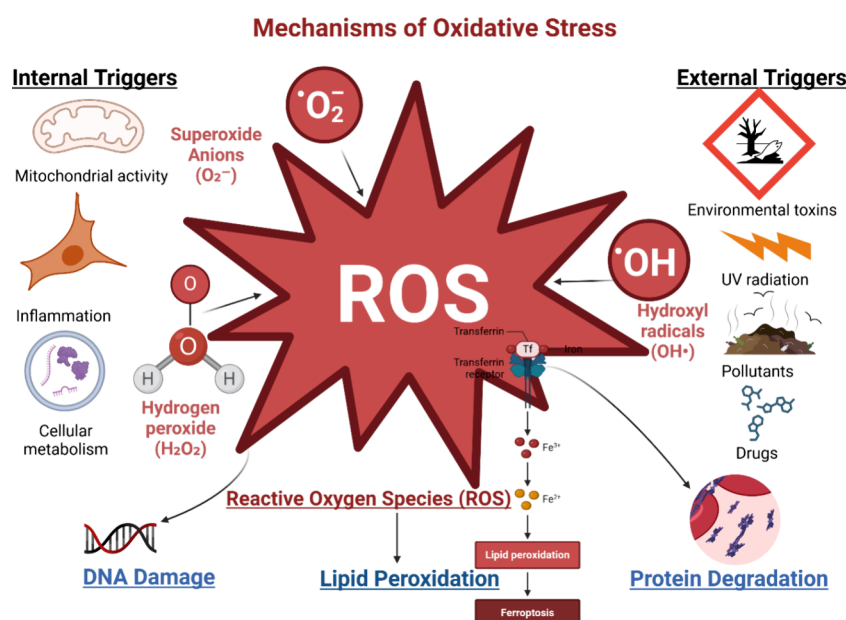 Mechanisms of Oxidative Stress
Internal Triggers
External Triggers
•O₂⁻
Superoxide
Anions
(O₂⁻)
Mitochondrial activity
Environmental toxins
•OH
UV radiation
O
O
H
H
ROS
Inflammation
Hydroxyl
radicals
(OH•)
Transferrin
Tf
Iron
Transferrin
receptor
Pollutants
Hydrogen
peroxide
(H₂O₂)
Cellular
metabolism
Drugs
Fe³⁺
Reactive Oxygen Species (ROS)
Fe²⁺
Lipid peroxidation
DNA Damage
Lipid Peroxidation
Protein Degradation
Ferroptosis